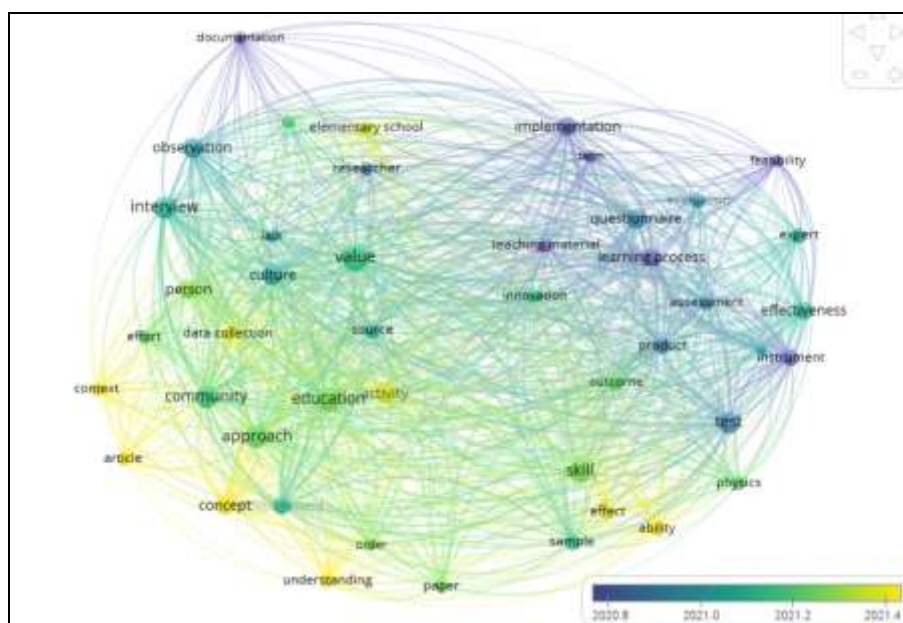 documentation
elementary school
implementation
observation
researcher
feasibility
interview
questionnaire
expert
value
teaching material
learning process
culture
person
innovation
assessment
effectiveness
data collection
source
effort
product
instrument
context
community
education
activity
outcome
approach
test
article
skill
physics
concept
effect
ability
order
sample
understanding
paper
2020.8 2021.0 2021.2 2021.4